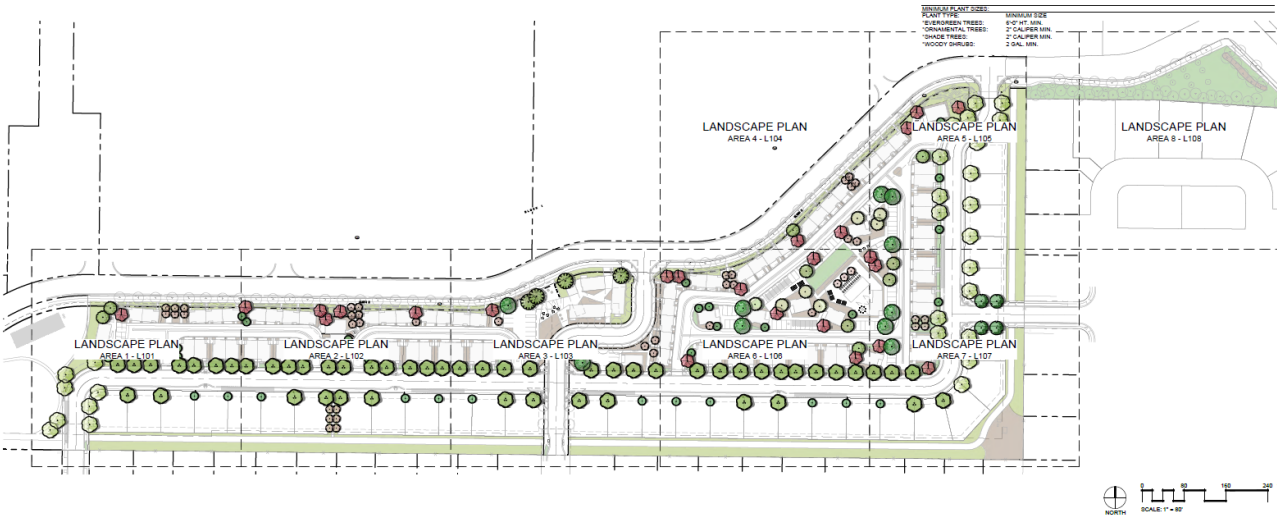 MINIMUM PLANT SIZES:
PLANT TYPE: MINIMUM SIZE
*EVERGREEN TREES: 6'-0" HT. MIN.
*ORNAMENTAL TREES: 2" CALIPER MIN.
*SHADE TREES: 2" CALIPER MIN.
*WOODY SHRUBS: 2 GAL. MIN.
LANDSCAPE PLAN
AREA 4 - L104
LANDSCAPE PLAN
AREA 5 - L105
LANDSCAPE PLAN
AREA 8 - L108
LANDSCAPE PLAN
AREA 1 - L101
LANDSCAPE PLAN
AREA 2 - L102
LANDSCAPE PLAN
AREA 3 - L103
LANDSCAPE PLAN
AREA 6 - L106
LANDSCAPE PLAN
AREA 7 - L107
NORTH
0 80 160 240
SCALE: 1" = 80'